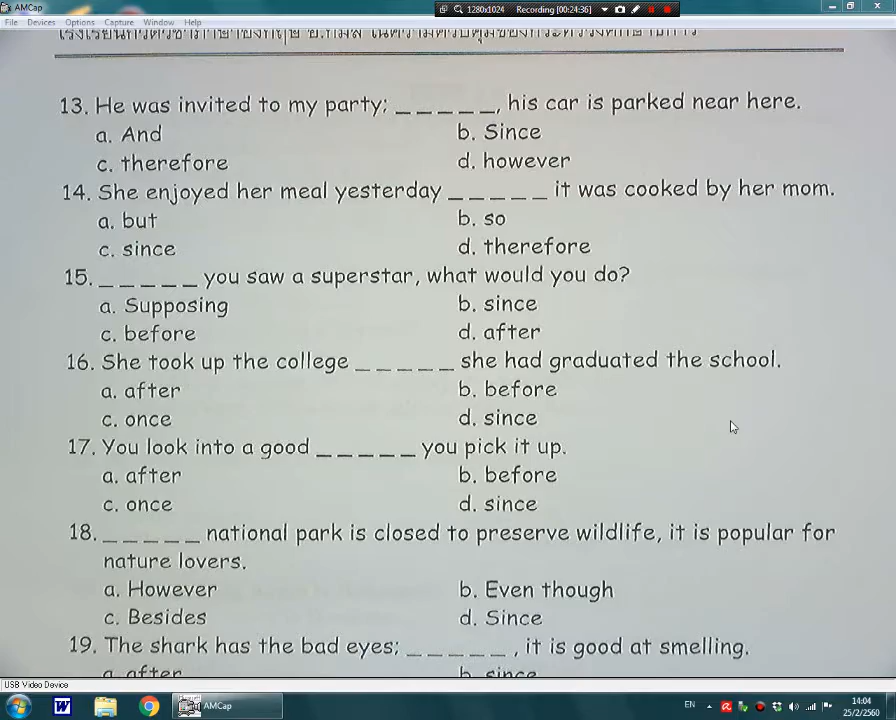 AMCap
1280x1024 Recording [00:24:36]
File Devices Options Capture Window Help
13. He was invited to my party; _ _ _ _ _, his car is parked near here.
a. And b. Since
c. therefore d. however
14. She enjoyed her meal yesterday _ _ _ _ _ it was cooked by her mom.
a. but b. so
c. since d. therefore
15. _ _ _ _ _ you saw a superstar, what would you do?
a. Supposing b. since
c. before d. after
16. She took up the college _ _ _ _ _ she had graduated the school.
a. after b. before
c. once d. since
17. You look into a good _ _ _ _ _ you pick it up.
a. after b. before
c. once d. since
18. _ _ _ _ _ national park is closed to preserve wildlife, it is popular for
nature lovers.
a. However b. Even though
c. Besides d. Since
19. The shark has the bad eyes; _ _ _ _ _ , it is good at smelling.
a. after b. since
USB Video Device
AMCap EN 14:04
25/2/2560